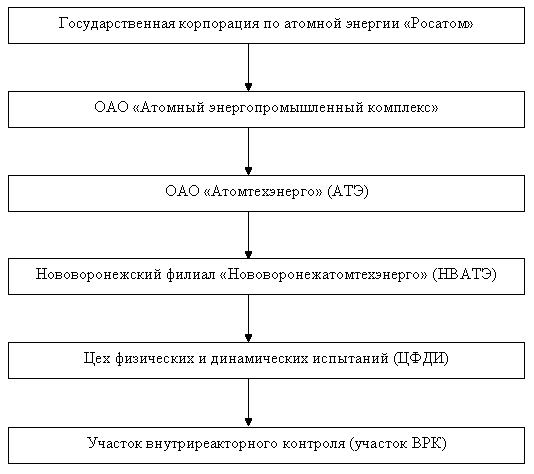 Государственная корпорация по атомной энергии «Росатом»
ОАО «Атомный энергопромышленный комплекс»
ОАО «Атомтехэнерго» (АТЭ)
Нововоронежский филиал «Нововоронежатомтехэнерго» (НВАТЭ)
Цех физических и динамических испытаний (ЦФДИ)
Участок внутриреакторного контроля (участок ВРК)